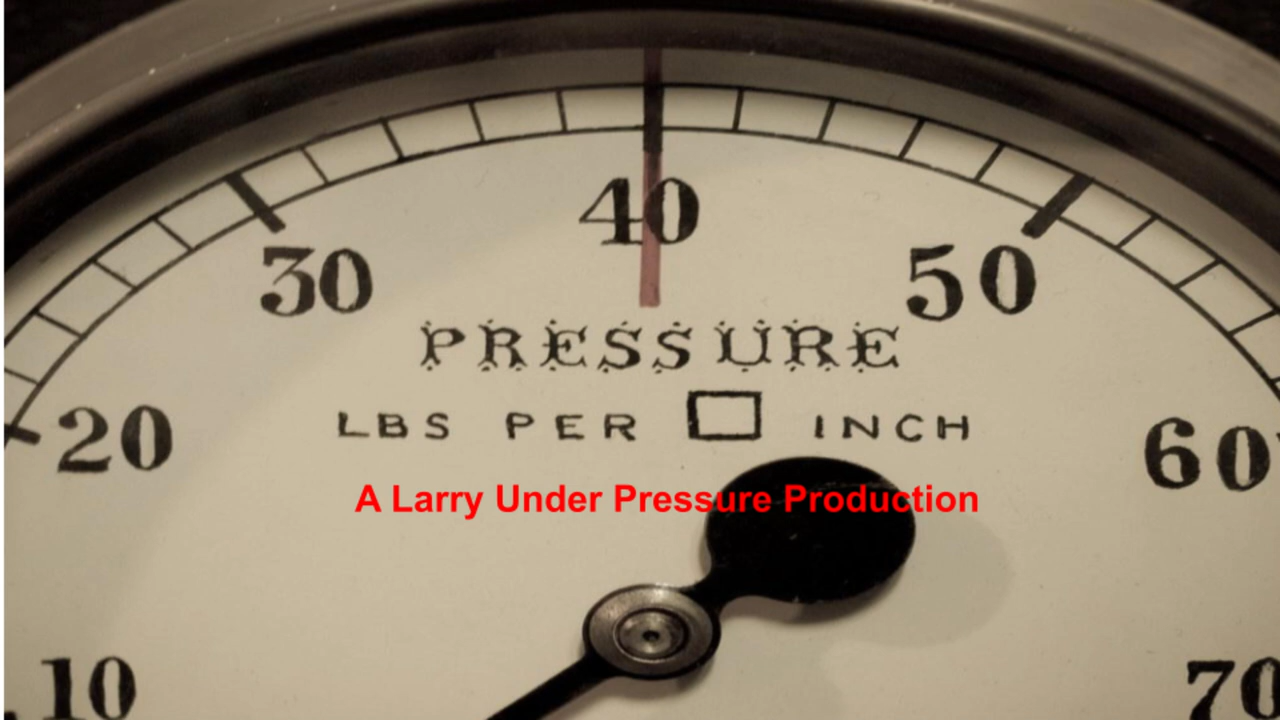 40
30
50
PRESSURE
LBS PER □ INCH
20
60
A Larry Under Pressure Production
10
70